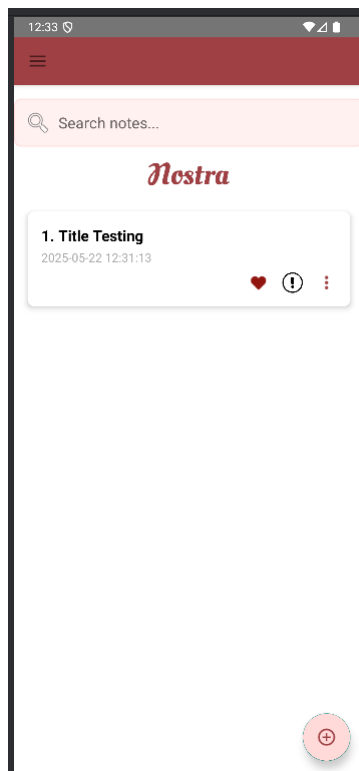 12:33
Search notes...
Nostra
1. Title Testing
2025-05-22 12:31:13